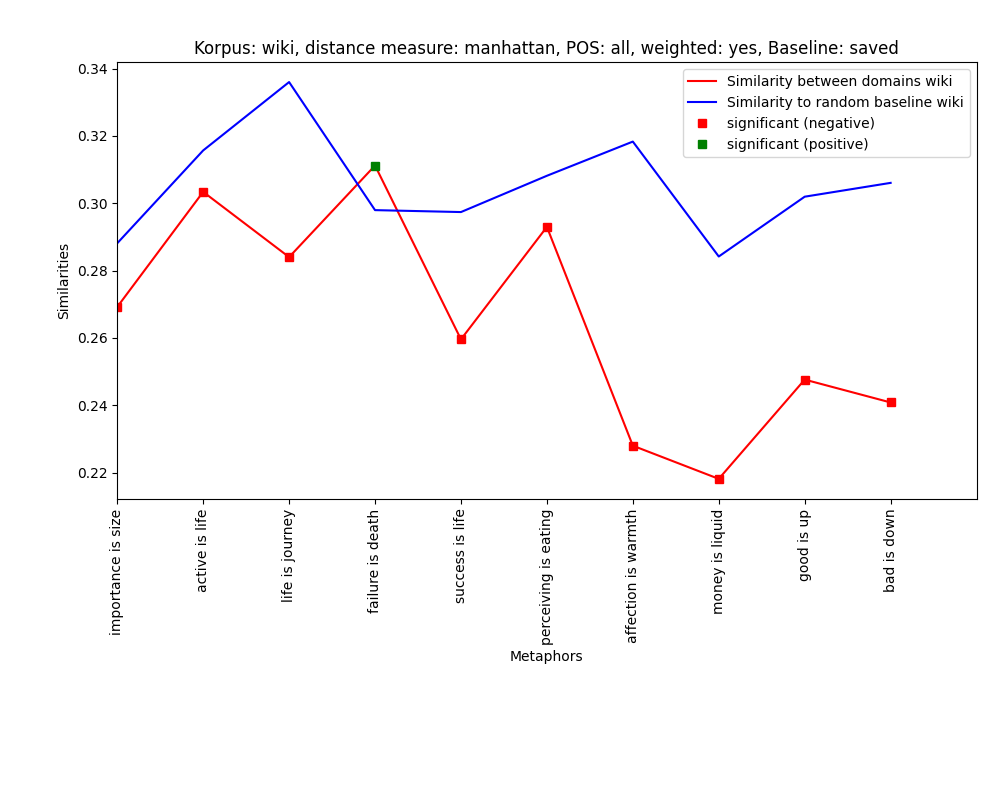 Korpus: wiki, distance measure: manhattan, POS: all, weighted: yes, Baseline: saved
Similarity between domains wiki
Similarity to random baseline wiki
significant (negative)
significant (positive)
0.34
0.32
0.30
0.28
0.26
0.24
0.22
Similarities
importance is size
active is life
life is journey
failure is death
success is life
perceiving is eating
affection is warmth
money is liquid
good is up
bad is down
Metaphors